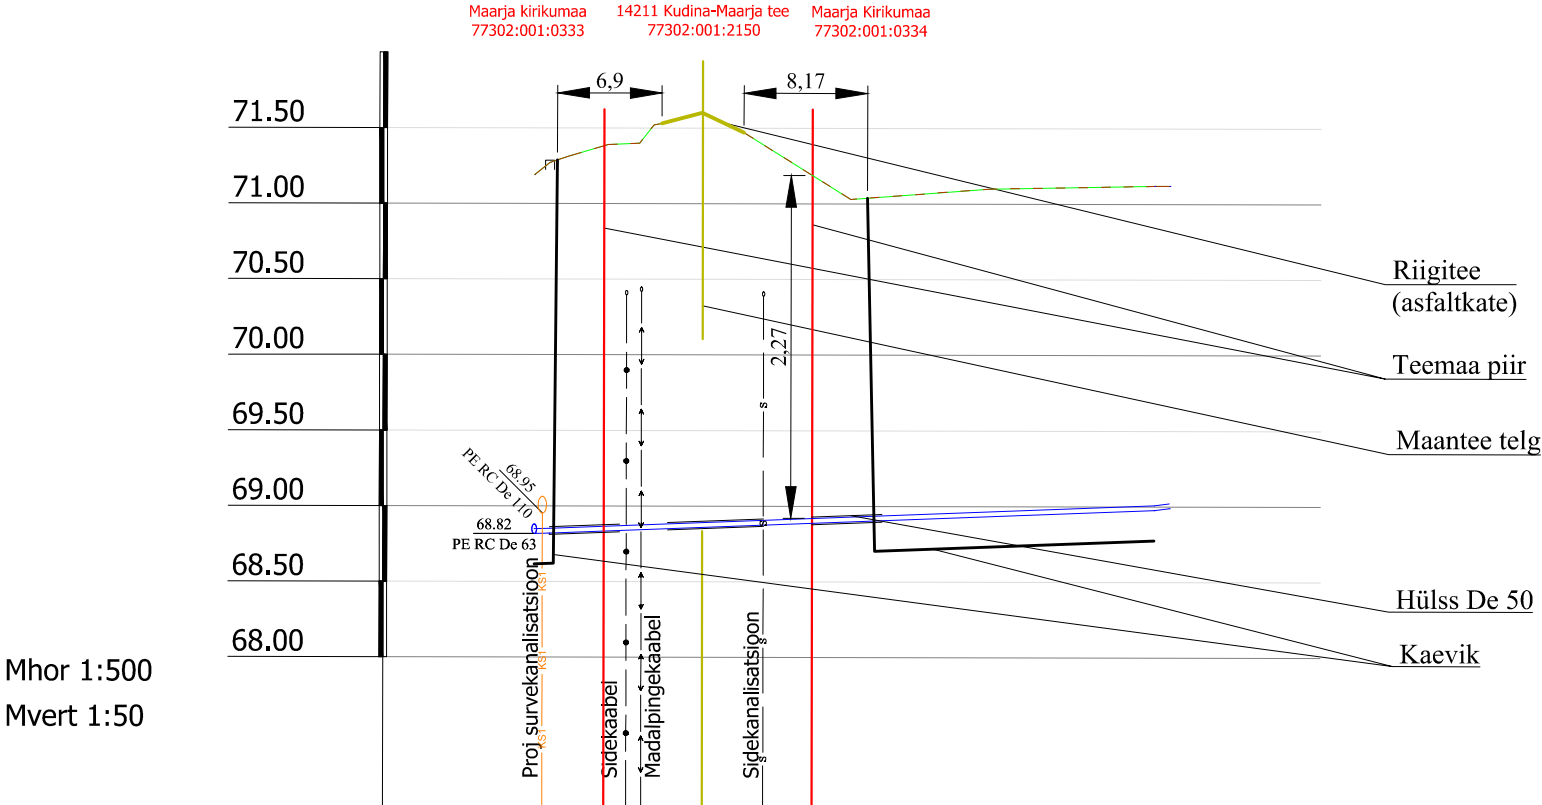 Maarja kirikumaa
77302:001:0333
14211 Kudina-Maarja tee
77302:001:2150
Maarja Kirikumaa
77302:001:0334
6,9
8,17
71.50
71.00
70.50
70.00
69.50
69.00
68.50
68.00
2,27
Riigitee
(asfaltkate)
Teemaa piir
Maantee telg
68.95
PE RC De 110
68.82
PE RC De 63
Hülss De 50
Kaevik
Proj survekanalisatsioon
Sidekaabel
Madalpingekaabel
Sidekanalisatsioon
KS1
KS1
KS1
s
s
s
s
Mhor 1:500
Mvert 1:50